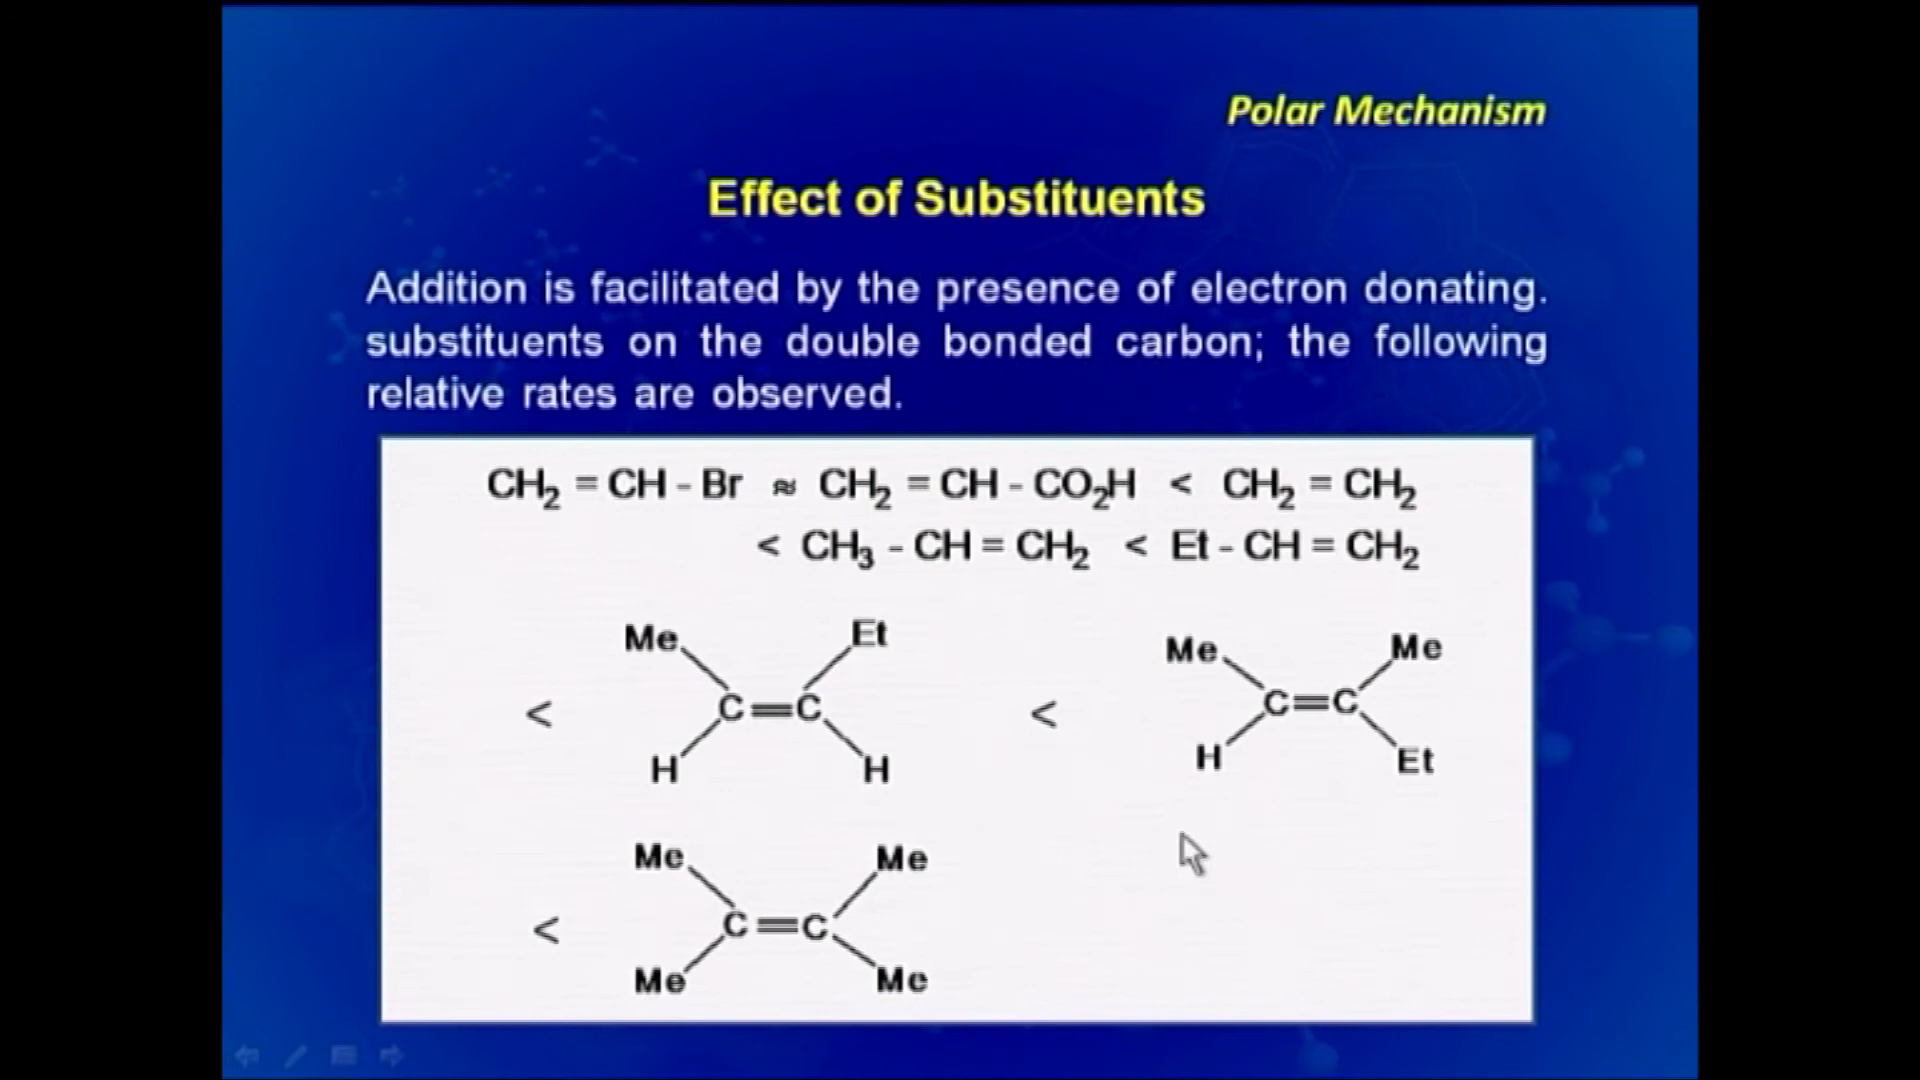 Polar Mechanism
Effect of Substituents
Addition is facilitated by the presence of electron donating.
substituents on the double bonded carbon; the following
relative rates are observed.
CH2 = CH - Br ≈ CH2 = CH - CO2H < CH2 = CH2
< CH3 - CH = CH2 < Et - CH = CH2
Me Et Me Me
< C=C < C=C
H H H Et
Me Me
< C=C
Me Me